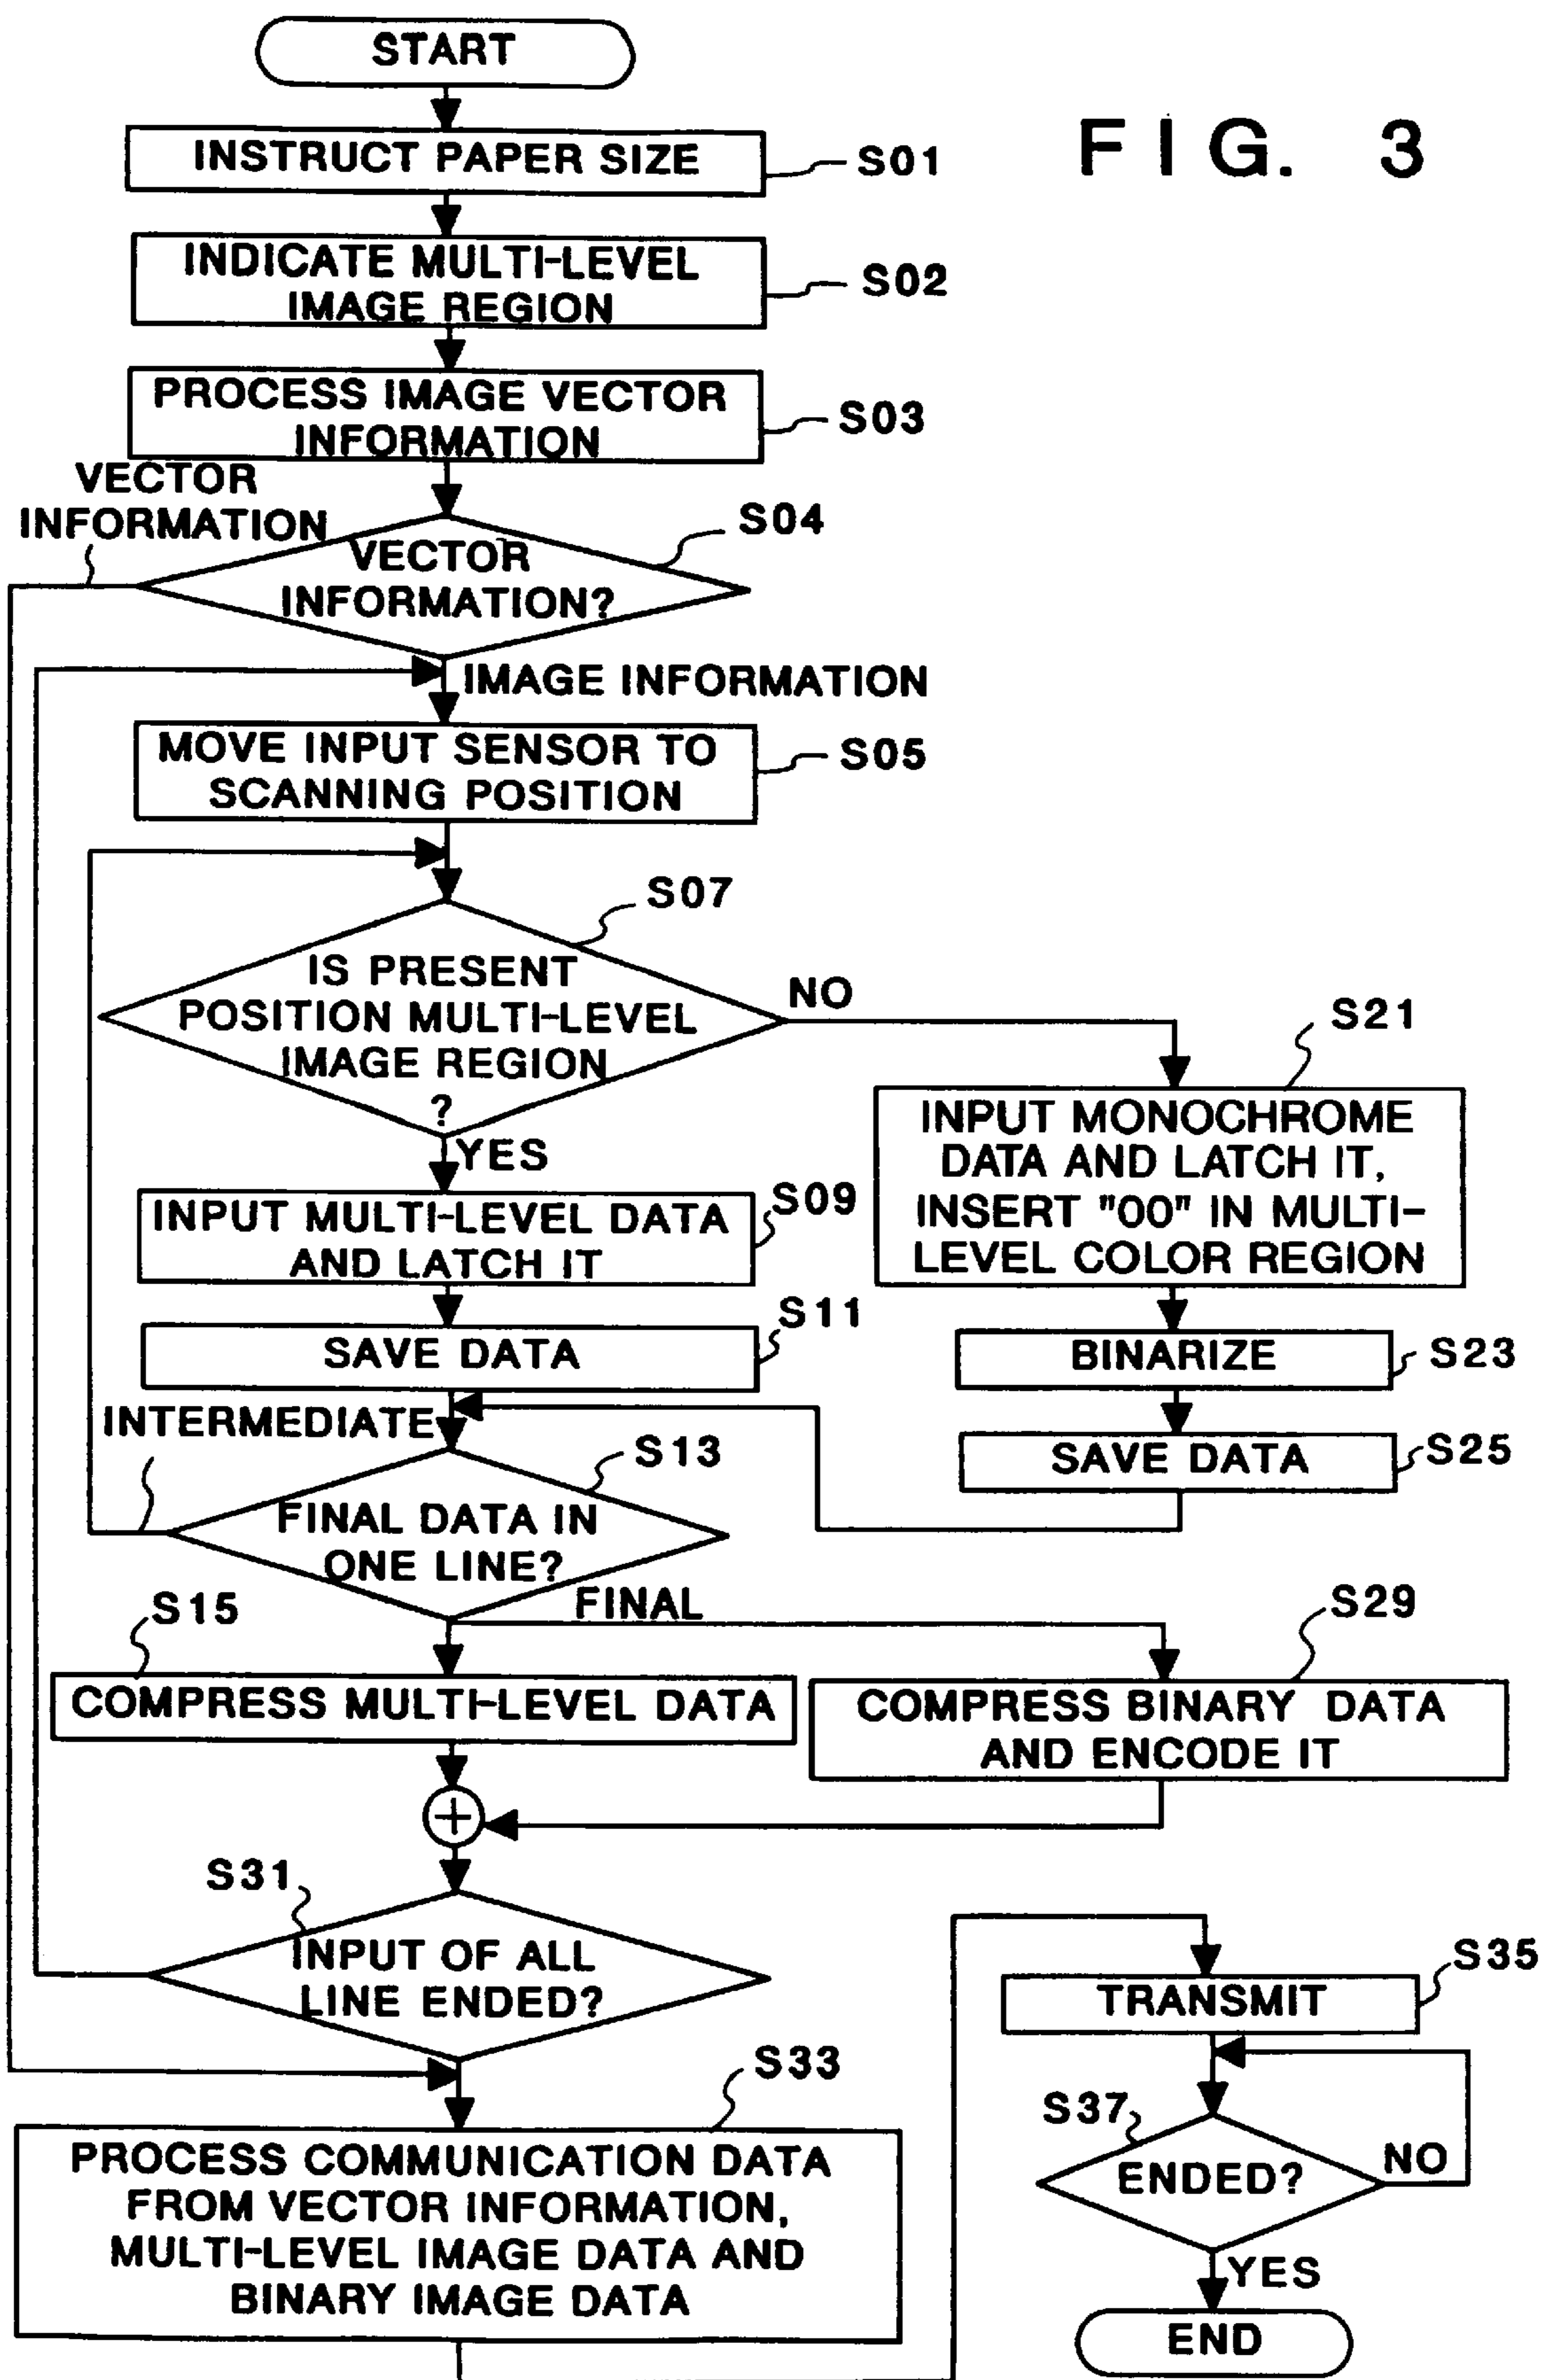 START
FIG. 3
INSTRUCT PAPER SIZE
S01
INDICATE MULTI-LEVEL
IMAGE REGION
S02
PROCESS IMAGE VECTOR
INFORMATION
S03
VECTOR
INFORMATION
S04
VECTOR
INFORMATION?
IMAGE INFORMATION
MOVE INPUT SENSOR TO
SCANNING POSITION
S05
S07
IS PRESENT
POSITION MULTI-LEVEL
IMAGE REGION
?
NO
YES
S21
INPUT MONOCHROME
DATA AND LATCH IT,
INSERT "00" IN MULTI-
LEVEL COLOR REGION
S09
INPUT MULTI-LEVEL DATA
AND LATCH IT
S11
SAVE DATA
BINARIZE
S23
SAVE DATA
S25
INTERMEDIATE
S13
FINAL DATA IN
ONE LINE?
FINAL
S15
COMPRESS MULTI-LEVEL DATA
S29
COMPRESS BINARY DATA
AND ENCODE IT
+
S31
INPUT OF ALL
LINE ENDED?
S33
PROCESS COMMUNICATION DATA
FROM VECTOR INFORMATION,
MULTI-LEVEL IMAGE DATA AND
BINARY IMAGE DATA
S35
TRANSMIT
S37
ENDED?
NO
YES
END